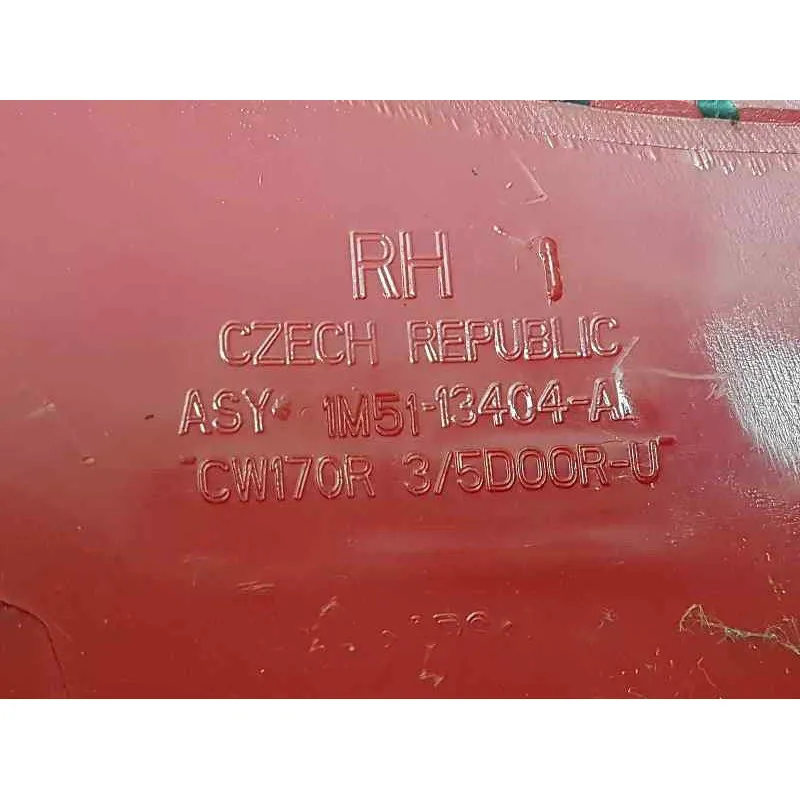 RH 1
CZECH REPUBLIC
ASY 1M51-13404-A
CW170R 3/5DOOR-U